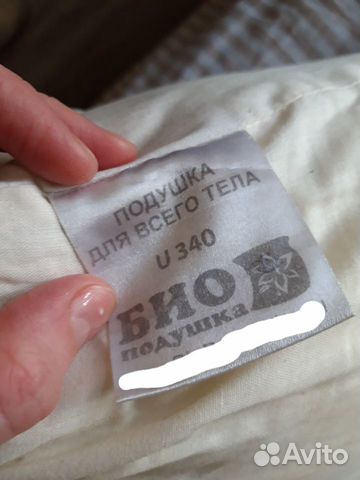 ПОДУШКА
ДЛЯ ВСЕГО ТЕЛА
U 340
БИО
подушка
Avito